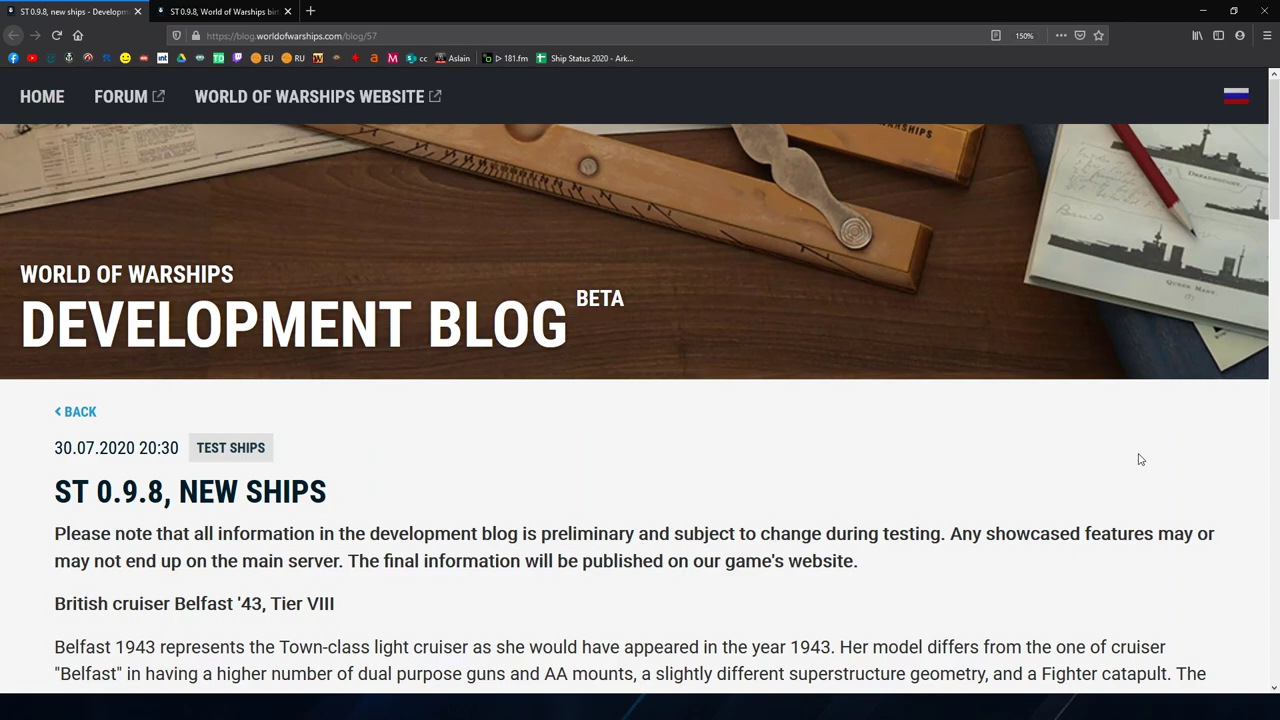 ST 0.9.8, new ships - Developm
ST 0.9.8, World of Warships bir
https://blog.worldofwarships.com/blog/57
150%
EU
RU
cc
Aslain
181.fm
Ship Status 2020 - Ark...
HOME
FORUM
WORLD OF WARSHIPS WEBSITE
WARSHIPS
DREADNOUGHT.
QUEEN MARY.
WORLD OF WARSHIPS
DEVELOPMENT BLOG BETA
BACK
30.07.2020 20:30 TEST SHIPS
ST 0.9.8, NEW SHIPS
Please note that all information in the development blog is preliminary and subject to change during testing. Any showcased features may or
may not end up on the main server. The final information will be published on our game's website.
British cruiser Belfast '43, Tier VIII
Belfast 1943 represents the Town-class light cruiser as she would have appeared in the year 1943. Her model differs from the one of cruiser
"Belfast" in having a higher number of dual purpose guns and AA mounts, a slightly different superstructure geometry, and a Fighter catapult. The